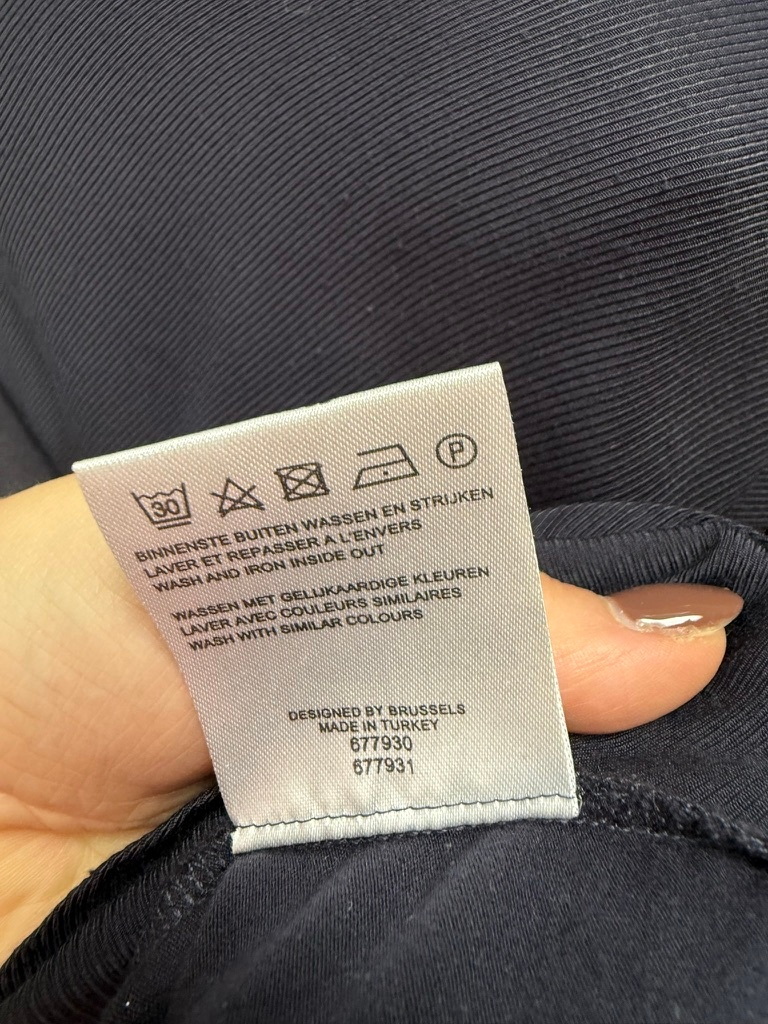 30 P
BINNENSTE BUITEN WASSEN EN STRIJKEN
LAVER ET REPASSER A L'ENVERS
WASH AND IRON INSIDE OUT
WASSEN MET GELIJKAARDIGE KLEUREN
LAVER AVEC COULEURS SIMILAIRES
WASH WITH SIMILAR COLOURS
DESIGNED BY BRUSSELS
MADE IN TURKEY
677930
677931